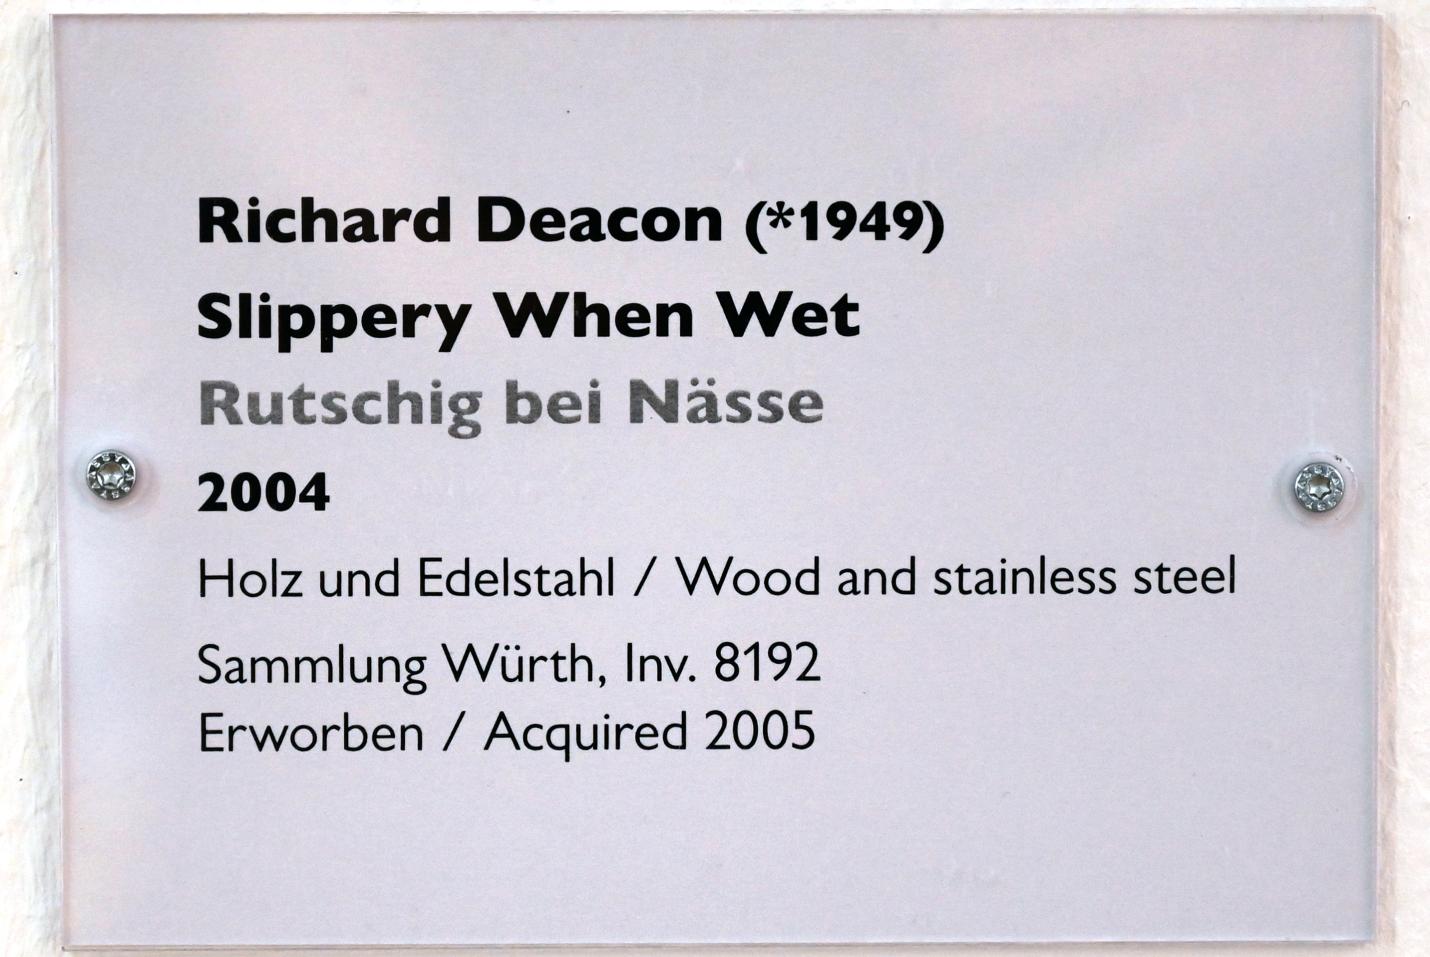 Richard Deacon (*1949)
Slippery When Wet
Rutschig bei Nässe
2004
Holz und Edelstahl / Wood and stainless steel
Sammlung Würth, Inv. 8192
Erworben / Acquired 2005